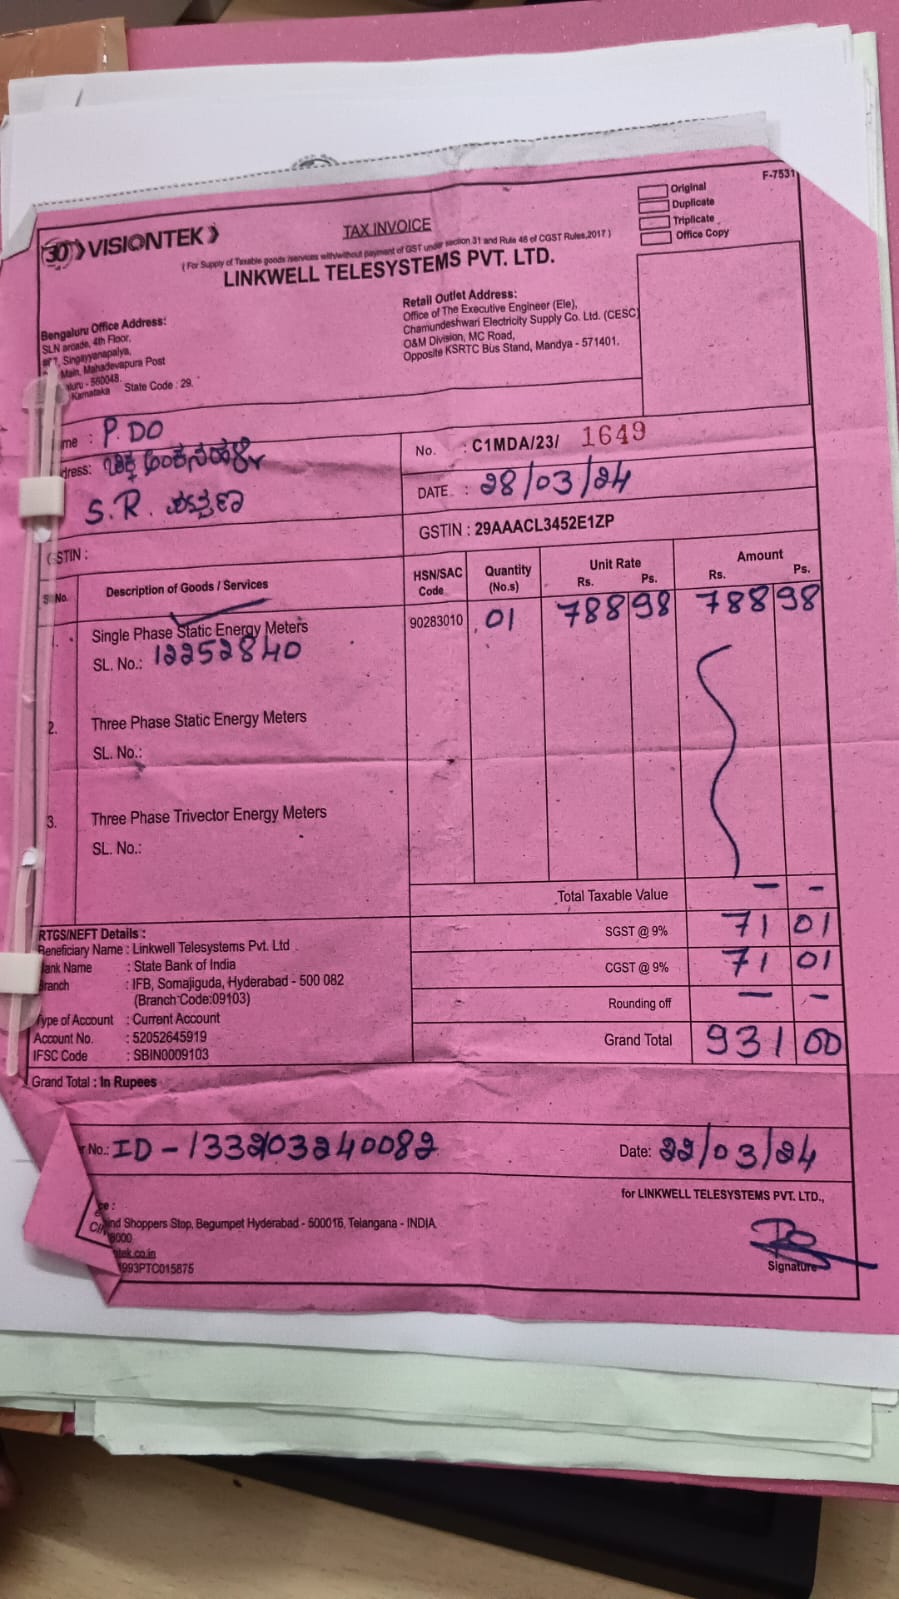 F-7531
Original
Duplicate
Triplicate
Office Copy
30 VISIONTEK
TAX INVOICE
( For Supply of Taxable goods /services with/without payment of GST under section 31 and Rule 46 of CGST Rules,2017 )
LINKWELL TELESYSTEMS PVT. LTD.
Bengaluru Office Address:
SLN arcade, 4th Floor,
Singayyanapalya,
Main, Mahadevapura Post
- 560048.
Karnataka State Code : 29.
Retail Outlet Address:
Office of The Executive Engineer (Ele),
Chamundeshwari Electricity Supply Co. Ltd. (CESC)
O&M Division, MC Road,
Opposite KSRTC Bus Stand, Mandya - 571401.
: P.DO
S.R.
GSTIN :
No. : C1MDA/23/ 1649
DATE : 28/03/24
GSTIN : 29AAACL3452E1ZP
No. Description of Goods / Services HSN/SAC Code Quantity (No.s) Unit Rate Rs. Ps. Amount Rs. Ps.
1. Single Phase Static Energy Meters 90283010 01 788 98 788 98
SL. No.: 12252840
2. Three Phase Static Energy Meters
SL. No.:
3. Three Phase Trivector Energy Meters
SL. No.:
Total Taxable Value - -
SGST @ 9% 71 01
CGST @ 9% 71 01
Rounding off - -
Grand Total 931 00
RTGS/NEFT Details :
Beneficiary Name : Linkwell Telesystems Pvt. Ltd
Bank Name : State Bank of India
Branch : IFB, Somajiguda, Hyderabad - 500 082
(Branch Code:09103)
Type of Account : Current Account
Account No. : 52052645919
IFSC Code : SBIN0009103
Grand Total : In Rupees
No.: ID-133203240082 Date: 22/03/24
for LINKWELL TELESYSTEMS PVT. LTD.,
Shoppers Stop, Begumpet Hyderabad - 500016, Telangana - INDIA
tek.co.in
993PTC015875
Signature